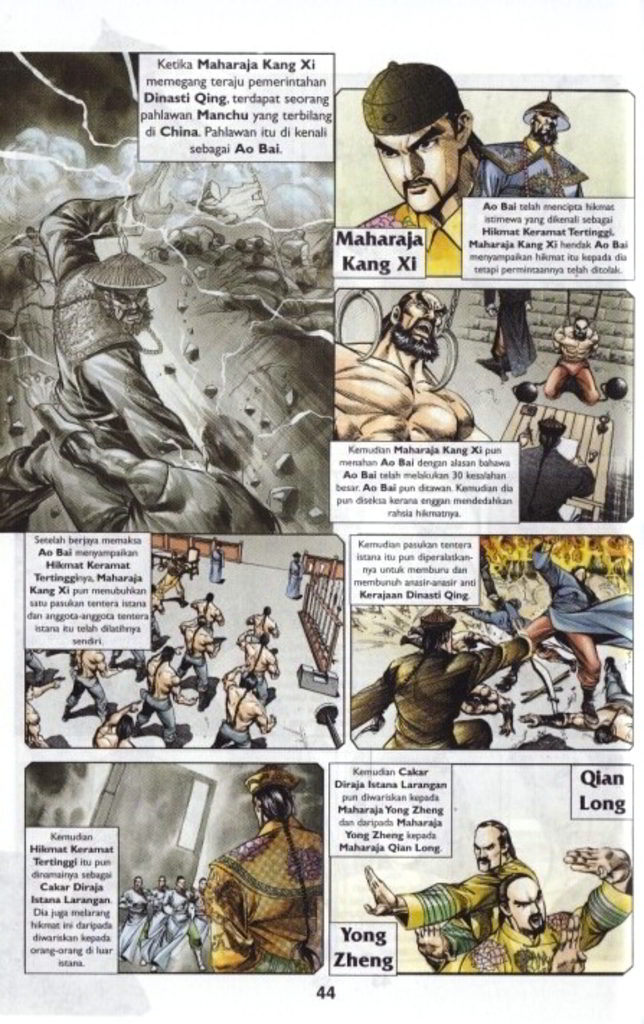 Ketika Maharaja Kang Xi
memegang teraju pemerintahan
Dinasti Qing, terdapat seorang
pahlawan Manchu yang terbilang
di China. Pahlawan itu di kenali
sebagai Ao Bai.
Maharaja
Kang Xi
Ao Bai telah mencipta hikmat
istimewa yang dikenali sebagai
Hikmat Keramat Tertinggi.
Maharaja Kang Xi hendak Ao Bai
menyampaikan hikmat itu kepada dia
tetapi permintaannya telah ditolak.
Kemudian Maharaja Kang Xi pun
menahan Ao Bai dengan alasan bahawa
Ao Bai telah melakukan 30 kesalahan
besar. Ao Bai pun ditawan. Kemudian dia
pun diseksa kerana enggan mendedahkan
rahsia hikmatnya.
Setelah berjaya memaksa
Ao Bai menyampaikan
Hikmat Keramat
Tertingginya, Maharaja
Kang Xi pun menubuhkan
satu pasukan tentera istana
dan anggota-anggota tentera
istana itu telah dilatihnya
sendiri.
Kemudian pasukan tentera
istana itu pun diperalatkan-
nya untuk memburu dan
membunuh anasir-anasir anti
Kerajaan Dinasti Qing.
Kemudian
Hikmat Keramat
Tertinggi itu pun
dinamainya sebagai
Cakar Diraja
Istana Larangan.
Dia juga melarang
hikmat ini daripada
diwariskan kepada
orang-orang di luar
istana.
Kemudian Cakar
Diraja Istana Larangan
pun diwariskan kepada
Maharaja Yong Zheng
dan daripada Maharaja
Yong Zheng kepada
Maharaja Qian Long.
Qian
Long
Yong
Zheng
44